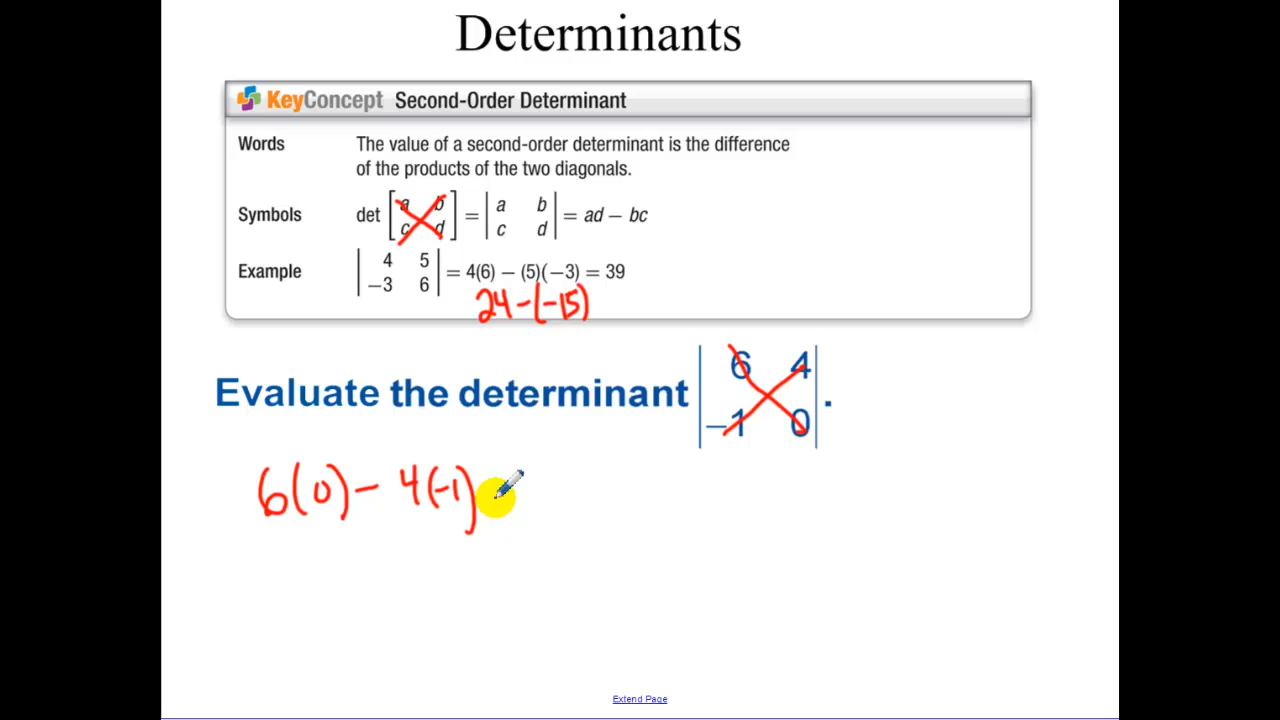 Determinants
KeyConcept Second-Order Determinant
Words The value of a second-order determinant is the difference
of the products of the two diagonals.
Symbols det [a b] = |a b| = ad – bc
[c d] |c d|
Example |4 5| = 4(6) – (5)(–3) = 39
|–3 6|
24 – (–15)
Evaluate the determinant |6 4|.
|–1 0|
6(0) – 4(-1)
Extend Page